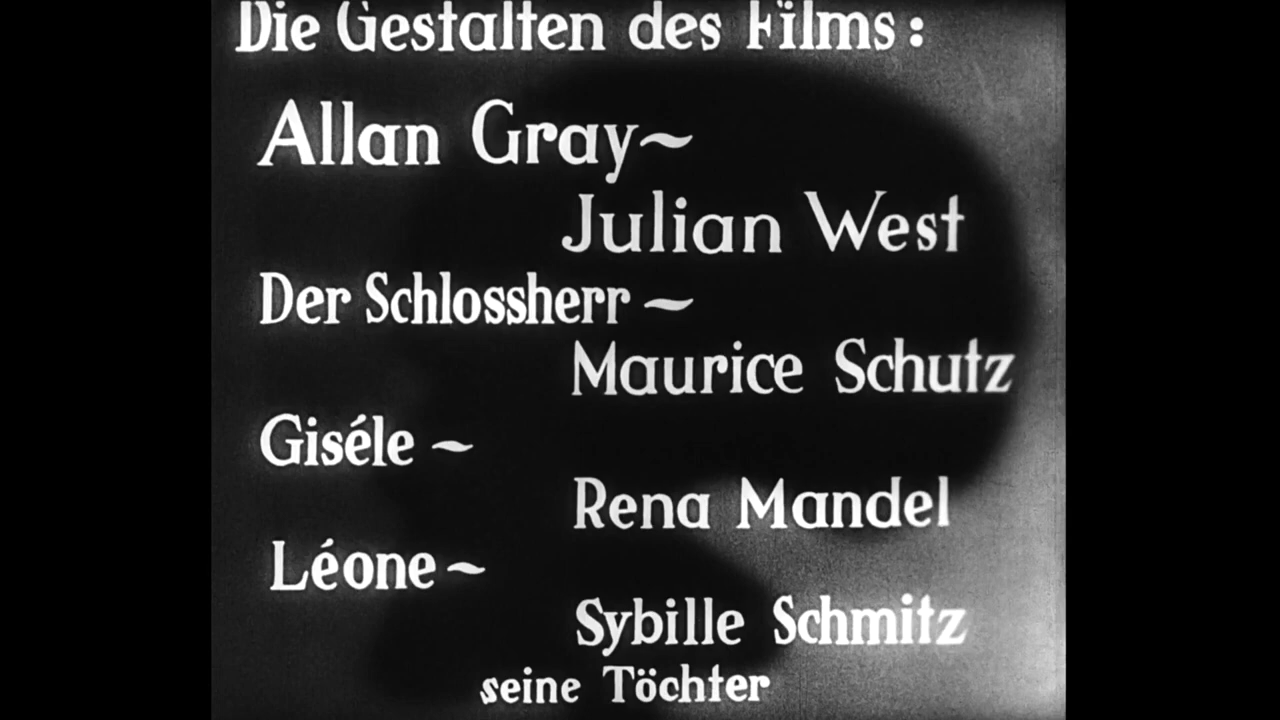 Die Gestalten des Films:
Allan Gray~
Julian West
Der Schlossherr ~
Maurice Schutz
Giséle ~
Rena Mandel
Léone ~
Sybille Schmitz
seine Töchter